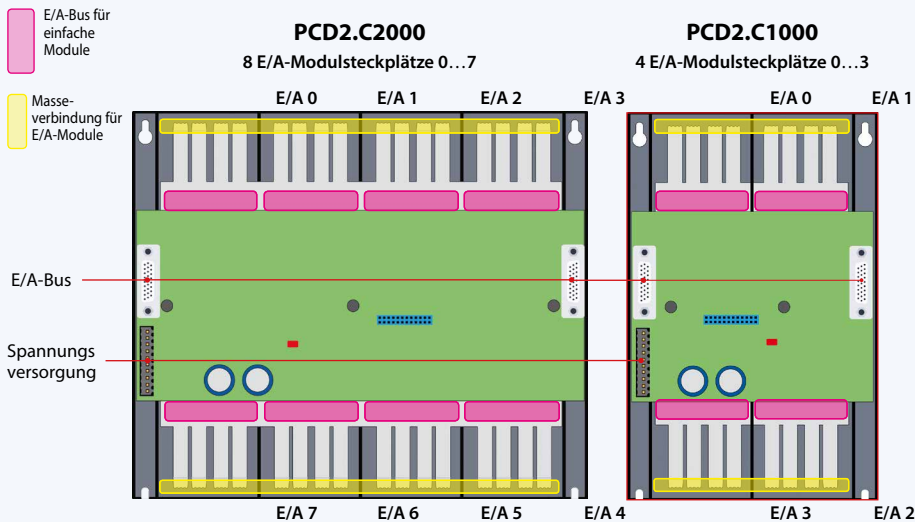 E/A-Bus für
einfache
Module
Masse-
verbindung für
E/A-Module
PCD2.C2000
8 E/A-Modulsteckplätze 0…7
E/A 0 E/A 1 E/A 2 E/A 3
PCD2.C1000
4 E/A-Modulsteckplätze 0…3
E/A 0 E/A 1
E/A-Bus
Spannungs
versorgung
E/A 7 E/A 6 E/A 5 E/A 4
E/A 3 E/A 2